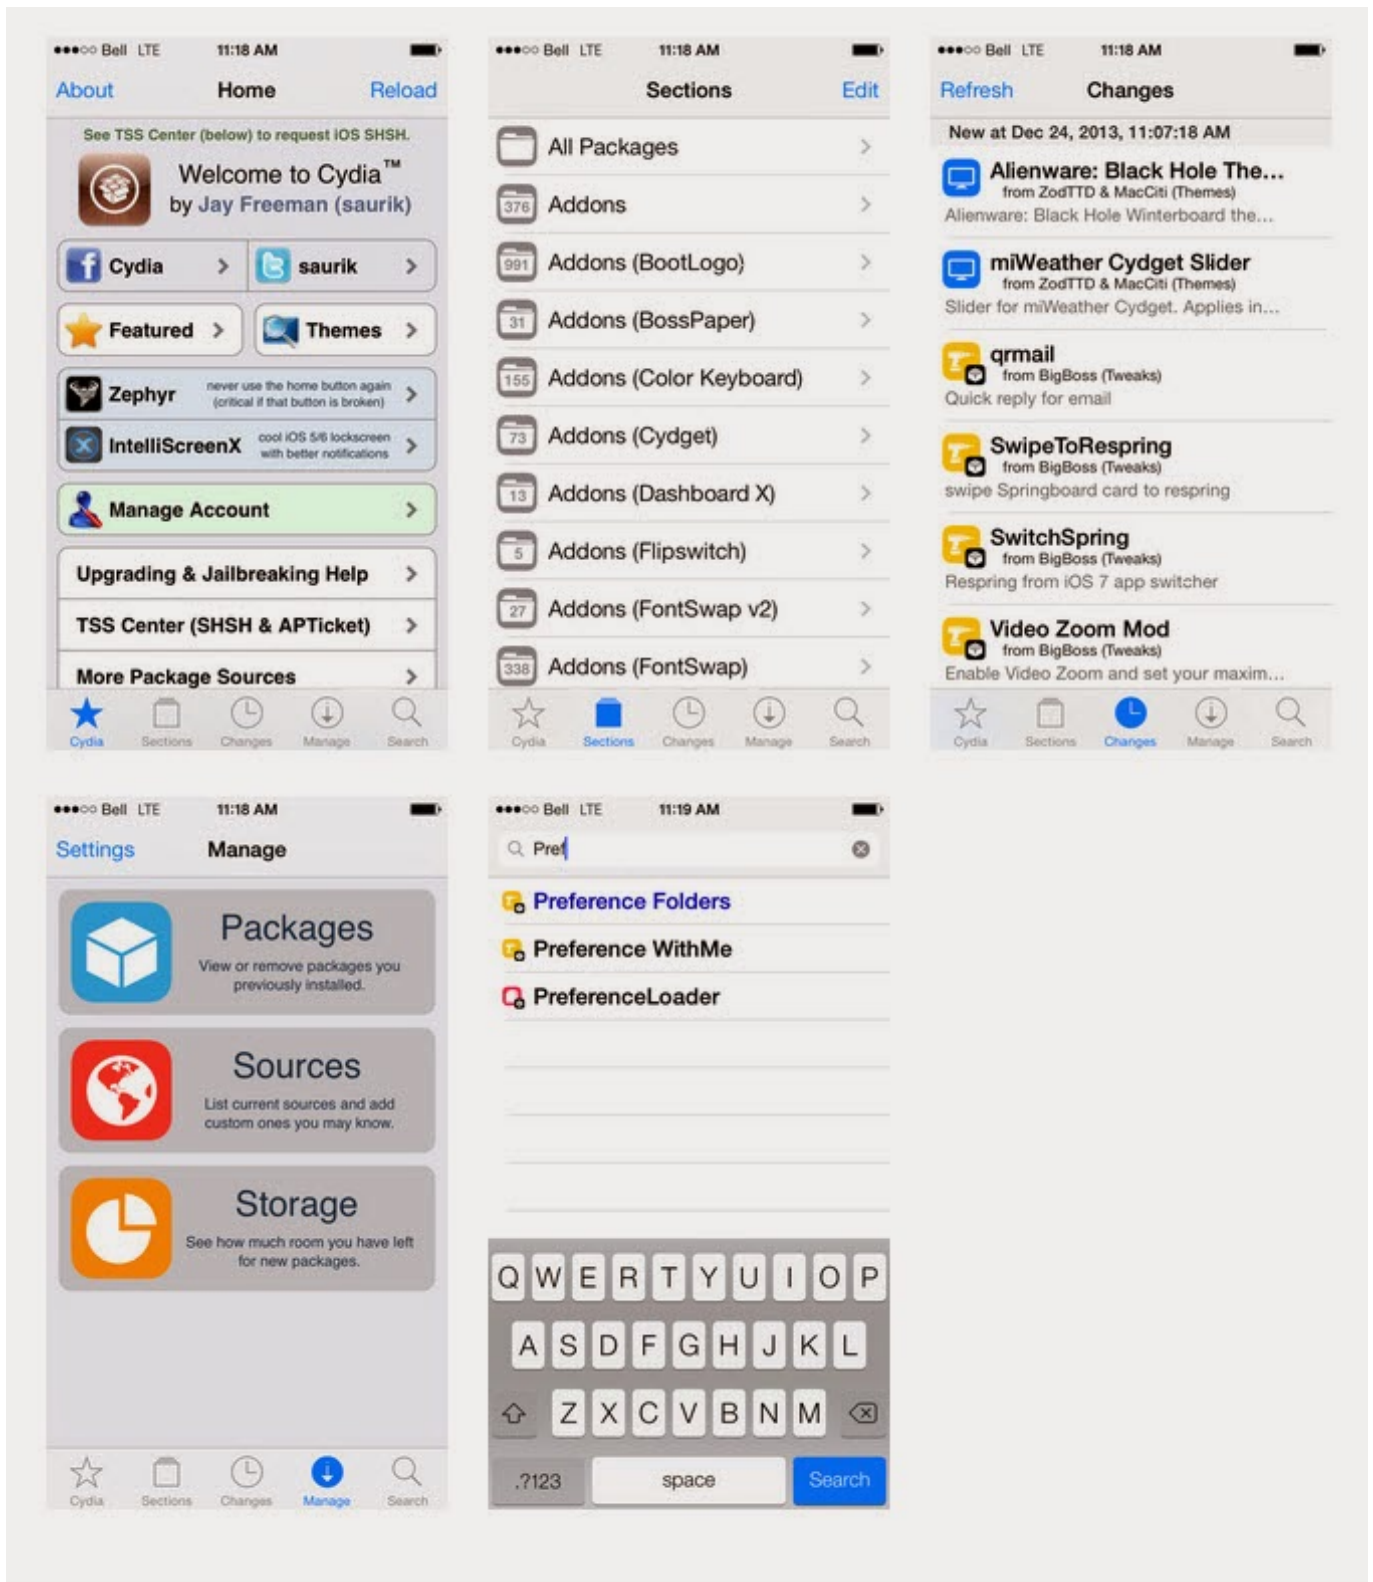 Bell LTE 11:18 AM
About Home Reload
See TSS Center (below) to request iOS SHSH.
Welcome to Cydia™
by Jay Freeman (saurik)
Cydia
saurik
Featured
Themes
Zephyr
never use the home button again
(critical if that button is broken)
IntelliScreenX
cool iOS 5/6 lockscreen
with better notifications
Manage Account
Upgrading & Jailbreaking Help
TSS Center (SHSH & APTicket)
More Package Sources
Cydia Sections Changes Manage Search
Bell LTE 11:18 AM
Sections Edit
All Packages
376 Addons
991 Addons (BootLogo)
31 Addons (BossPaper)
155 Addons (Color Keyboard)
73 Addons (Cydget)
13 Addons (Dashboard X)
5 Addons (Flipswitch)
27 Addons (FontSwap v2)
338 Addons (FontSwap)
Cydia Sections Changes Manage Search
Bell LTE 11:18 AM
Refresh Changes
New at Dec 24, 2013, 11:07:18 AM
Alienware: Black Hole The...
from ZodTTD & MacCiti (Themes)
Alienware: Black Hole Winterboard the...
miWeather Cydget Slider
from ZodTTD & MacCiti (Themes)
Slider for miWeather Cydget. Applies in...
qrmail
from BigBoss (Tweaks)
Quick reply for email
SwipeToRespring
from BigBoss (Tweaks)
swipe Springboard card to respring
SwitchSpring
from BigBoss (Tweaks)
Respring from iOS 7 app switcher
Video Zoom Mod
from BigBoss (Tweaks)
Enable Video Zoom and set your maxim...
Cydia Sections Changes Manage Search
Bell LTE 11:18 AM
Settings Manage
Packages
View or remove packages you
previously installed.
Sources
List current sources and add
custom ones you may know.
Storage
See how much room you have left
for new packages.
Cydia Sections Changes Manage Search
Bell LTE 11:19 AM
Pref
Preference Folders
Preference WithMe
PreferenceLoader
Q W E R T Y U I O P
A S D F G H J K L
Z X C V B N M
.?123 space Search